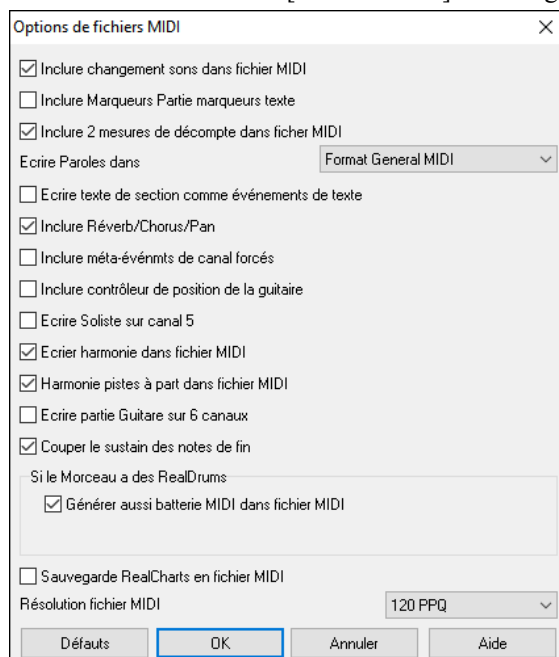 Options de fichiers MIDI
Inclure changement sons dans fichier MIDI
Inclure Marqueurs Partie marqueurs texte
Inclure 2 mesures de décompte dans ficher MIDI
Ecrire Paroles dans Format General MIDI
Ecrire texte de section comme événements de texte
Inclure Réverb/Chorus/Pan
Inclure méta-événmts de canal forcés
Inclure contrôleur de position de la guitaire
Ecrire Soliste sur canal 5
Ecrier harmonie dans fichier MIDI
Harmonie pistes à part dans fichier MIDI
Ecrire partie Guitare sur 6 canaux
Couper le sustain des notes de fin
Si le Morceau a des RealDrums
Générer aussi batterie MIDI dans fichier MIDI
Sauvegarde RealCharts en fichier MIDI
Résolution fichier MIDI 120 PPQ
Défauts OK Annuler Aide